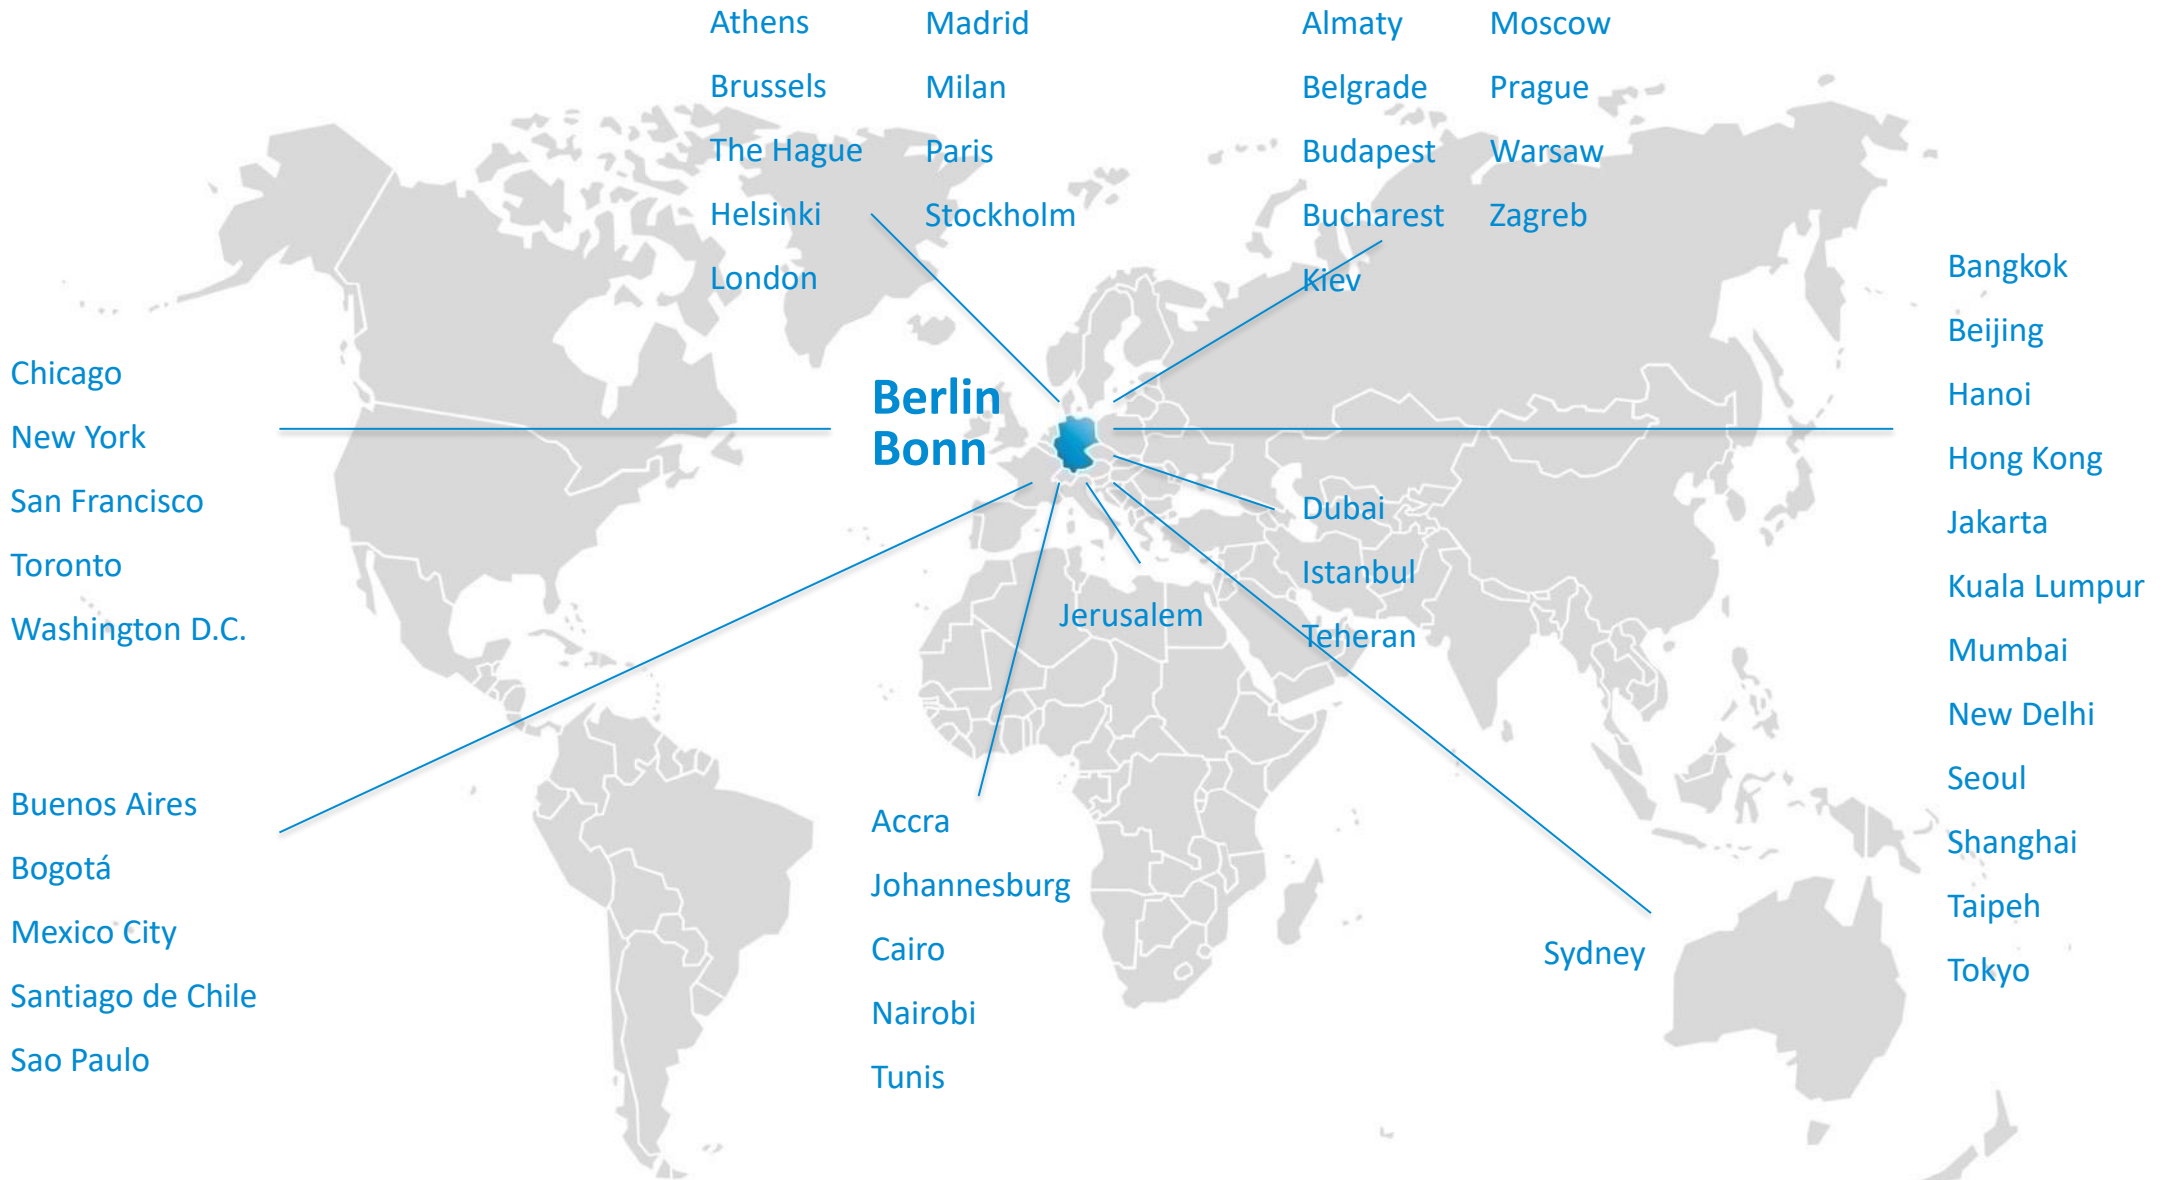 Athens
Brussels
The Hague
Helsinki
London
Madrid
Milan
Paris
Stockholm
Almaty
Belgrade
Budapest
Bucharest
Kiev
Moscow
Prague
Warsaw
Zagreb
Chicago
New York
San Francisco
Toronto
Washington D.C.
Berlin
Bonn
Bangkok
Beijing
Hanoi
Hong Kong
Jakarta
Kuala Lumpur
Mumbai
New Delhi
Seoul
Shanghai
Taipeh
Tokyo
Dubai
Istanbul
Teheran
Jerusalem
Buenos Aires
Bogotá
Mexico City
Santiago de Chile
Sao Paulo
Accra
Johannesburg
Cairo
Nairobi
Tunis
Sydney